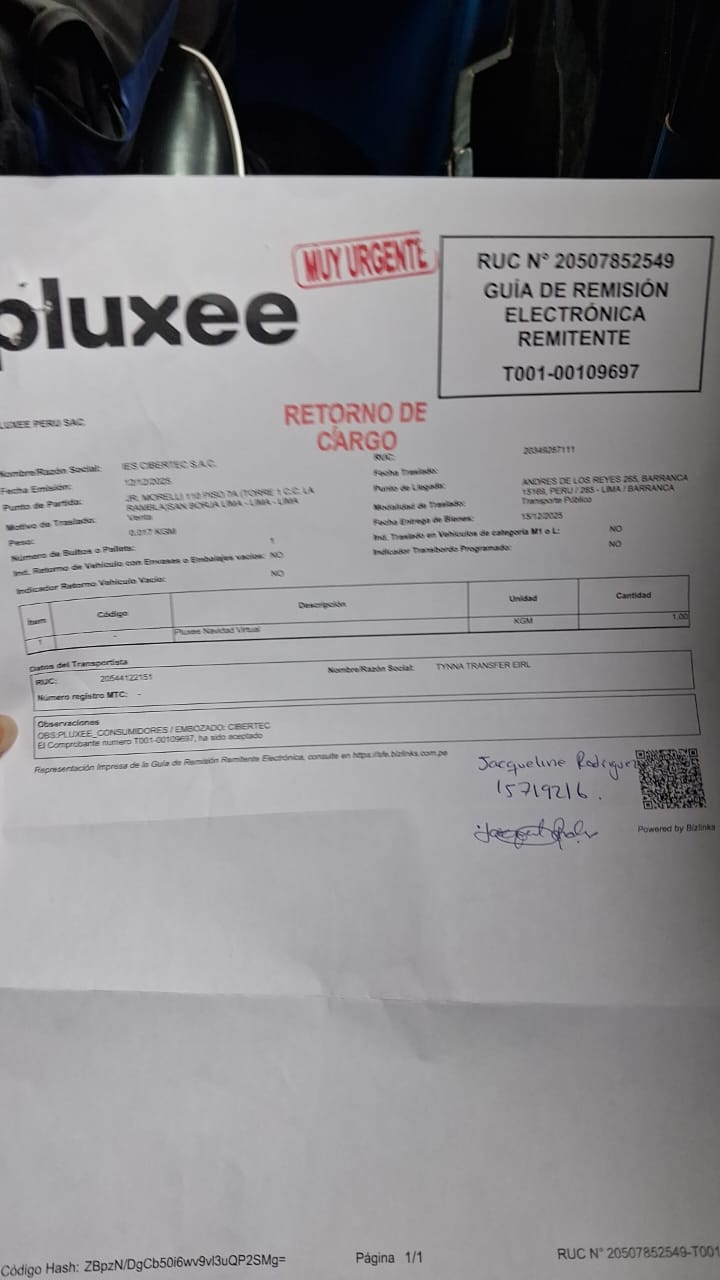 MUY URGENTE
pluxee
RUC N° 20507852549
GUÍA DE REMISIÓN
ELECTRÓNICA
REMITENTE
T001-00109697
LUXEE PERU SAC
RETORNO DE
CARGO
Nombre/Razón Social: IES CIBERTEC S.A.C.
RUC:
Fecha Emisión: 12/12/2025
Fecha Traslado:
Punto de Partida: JR. MORELLI 110 PISO 7A (TORRE 1 C.C. LA
RAMBLA)SAN BORJA LIMA - LIMA - LIMA
Punto de Llegada: ANDRES DE LOS REYES 265, BARRANCA
15169, PERU / 265 - LIMA / BARRANCA
Motivo de Traslado: Venta
Modalidad de Traslado: Transporte Público
Peso: 0.017 KGM
Fecha Entrega de Bienes: 15/12/2025
Número de Bultos o Pallets: 1
Ind. Traslado en Vehículos de categoría M1 o L: NO
Ind. Retorno de Vehículo con Envases o Embalajes vacíos: NO
Indicador Transbordo Programado: NO
Indicador Retorno Vehículo Vacío: NO
Item Código Descripción Unidad Cantidad
1 - Pluxee Navidad Virtual KGM 1.00
Datos del Transportista
RUC: 20544122151 Nombre/Razón Social: TYNNA TRANSFER EIRL
Número registro MTC: -
Observaciones
OBS:PLUXEE_CONSUMIDORES / EMBOZADO: CIBERTEC
El Comprobante numero T001-00109697, ha sido aceptado
Representación Impresa de la Guía de Remisión Remitente Electrónica, consulte en https://sfe.bizlinks.com.pe
Jacqueline Rodriguez
15719216.
Powered by Bizlinks
Código Hash: ZBpzN/DgCb50i6wv9vl3uQP2SMg=
Página 1/1
RUC N° 20507852549-T001